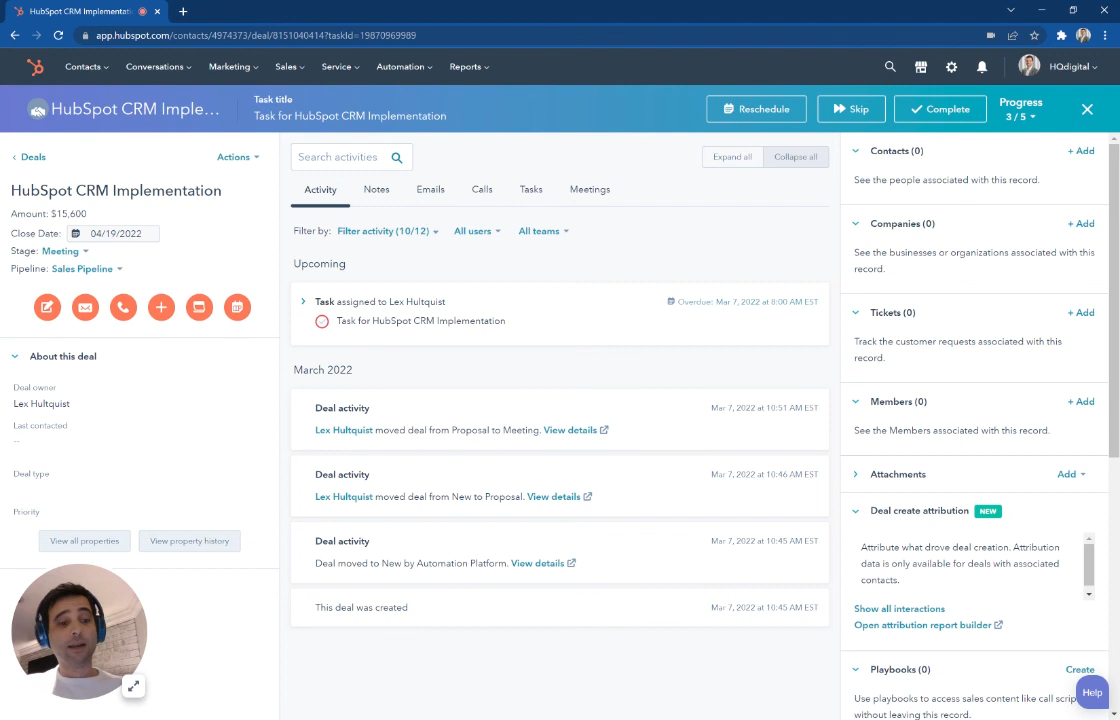 HubSpot CRM Implementati
app.hubspot.com/contacts/4974373/deal/8151040414?taskId=19870969989
Contacts
Conversations
Marketing
Sales
Service
Automation
Reports
HQdigital
HubSpot CRM Imple...
Task title
Task for HubSpot CRM Implementation
Reschedule
Skip
Complete
Progress
3 / 5
Deals
Actions
HubSpot CRM Implementation
Amount: $15,600
Close Date: 04/19/2022
Stage: Meeting
Pipeline: Sales Pipeline
About this deal
Deal owner
Lex Hultquist
Last contacted
--
Deal type
Priority
View all properties
View property history
Search activities
Expand all
Collapse all
Activity
Notes
Emails
Calls
Tasks
Meetings
Filter by: Filter activity (10/12) All users All teams
Upcoming
Task assigned to Lex Hultquist
Overdue: Mar 7, 2022 at 8:00 AM EST
Task for HubSpot CRM Implementation
March 2022
Deal activity
Mar 7, 2022 at 10:51 AM EST
Lex Hultquist moved deal from Proposal to Meeting. View details
Deal activity
Mar 7, 2022 at 10:46 AM EST
Lex Hultquist moved deal from New to Proposal. View details
Deal activity
Mar 7, 2022 at 10:45 AM EST
Deal moved to New by Automation Platform. View details
This deal was created
Mar 7, 2022 at 10:45 AM EST
Contacts (0)
+ Add
See the people associated with this record.
Companies (0)
+ Add
See the businesses or organizations associated with this
record.
Tickets (0)
+ Add
Track the customer requests associated with this
record.
Members (0)
+ Add
See the Members associated with this record.
Attachments
Add
Deal create attribution NEW
Attribute what drove deal creation. Attribution
data is only available for deals with associated
contacts.
Show all interactions
Open attribution report builder
Playbooks (0)
Create
Use playbooks to access sales content like call scrip
without leaving this record.
Help